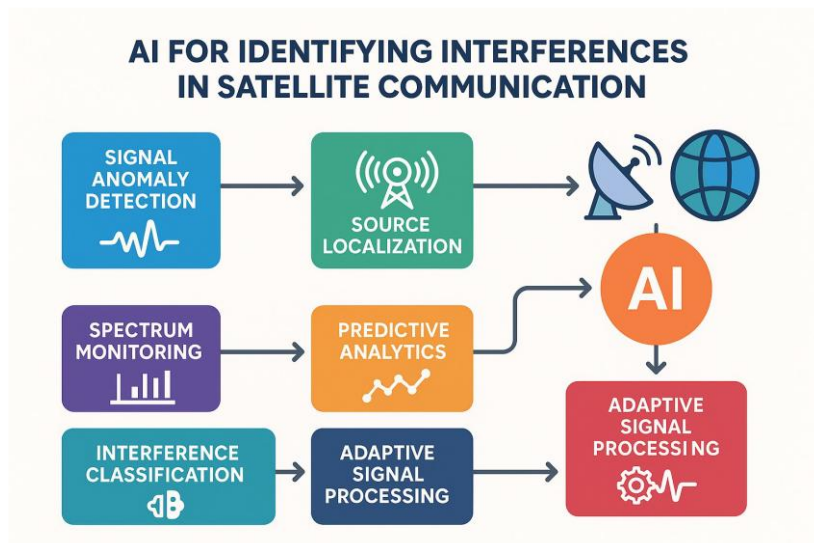 AI FOR IDENTIFYING INTERFERENCES
IN SATELLITE COMMUNICATION
SIGNAL
ANOMALY
DETECTION
SOURCE
LOCALIZATION
AI
SPECTRUM
MONITORING
PREDICTIVE
ANALYTICS
INTERFERENCE
CLASSIFICATION
ADAPTIVE
SIGNAL
PROCESSING
ADAPTIVE
SIGNAL
PROCESSING